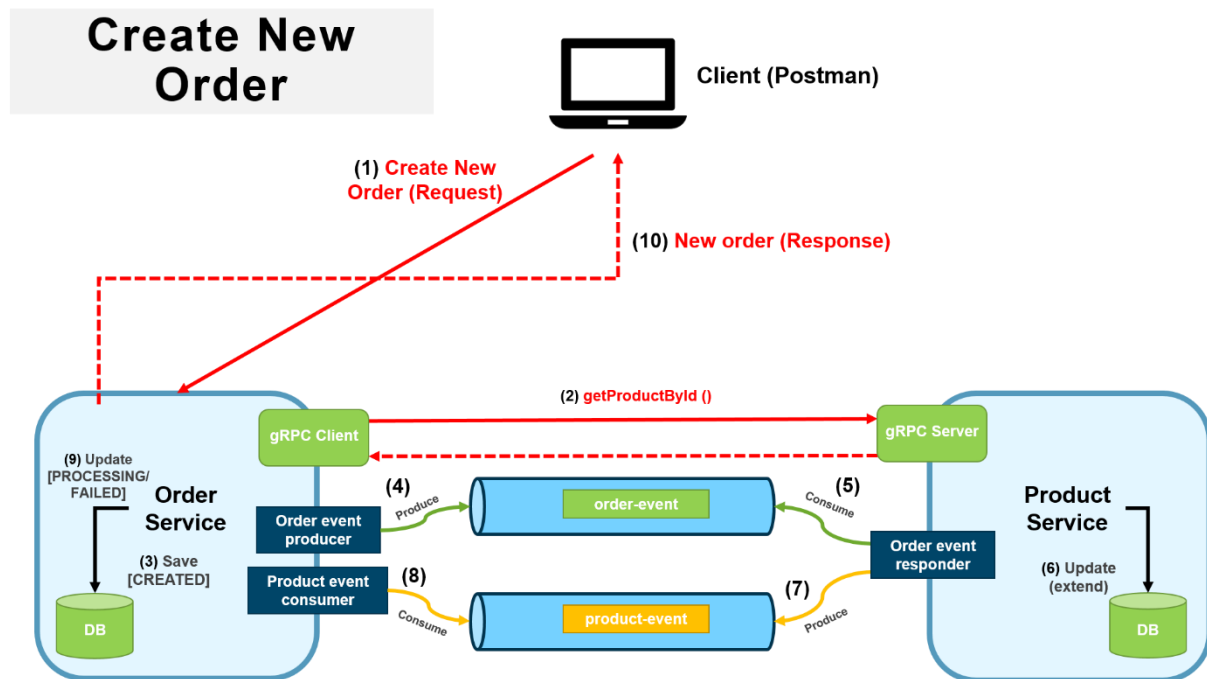 Create New
Order
Client (Postman)
(1) Create New
Order (Request)
(10) New order (Response)
(2) getProductById ()
gRPC Client
gRPC Server
(9) Update
[PROCESSING/
FAILED]
Order
Service
(3) Save
[CREATED]
DB
Order event
producer
Product event
consumer
(4)
Produce
order-event
(5)
Consume
(8)
Consume
product-event
(7)
Produce
Order event
responder
Product
Service
(6) Update
(extend)
DB